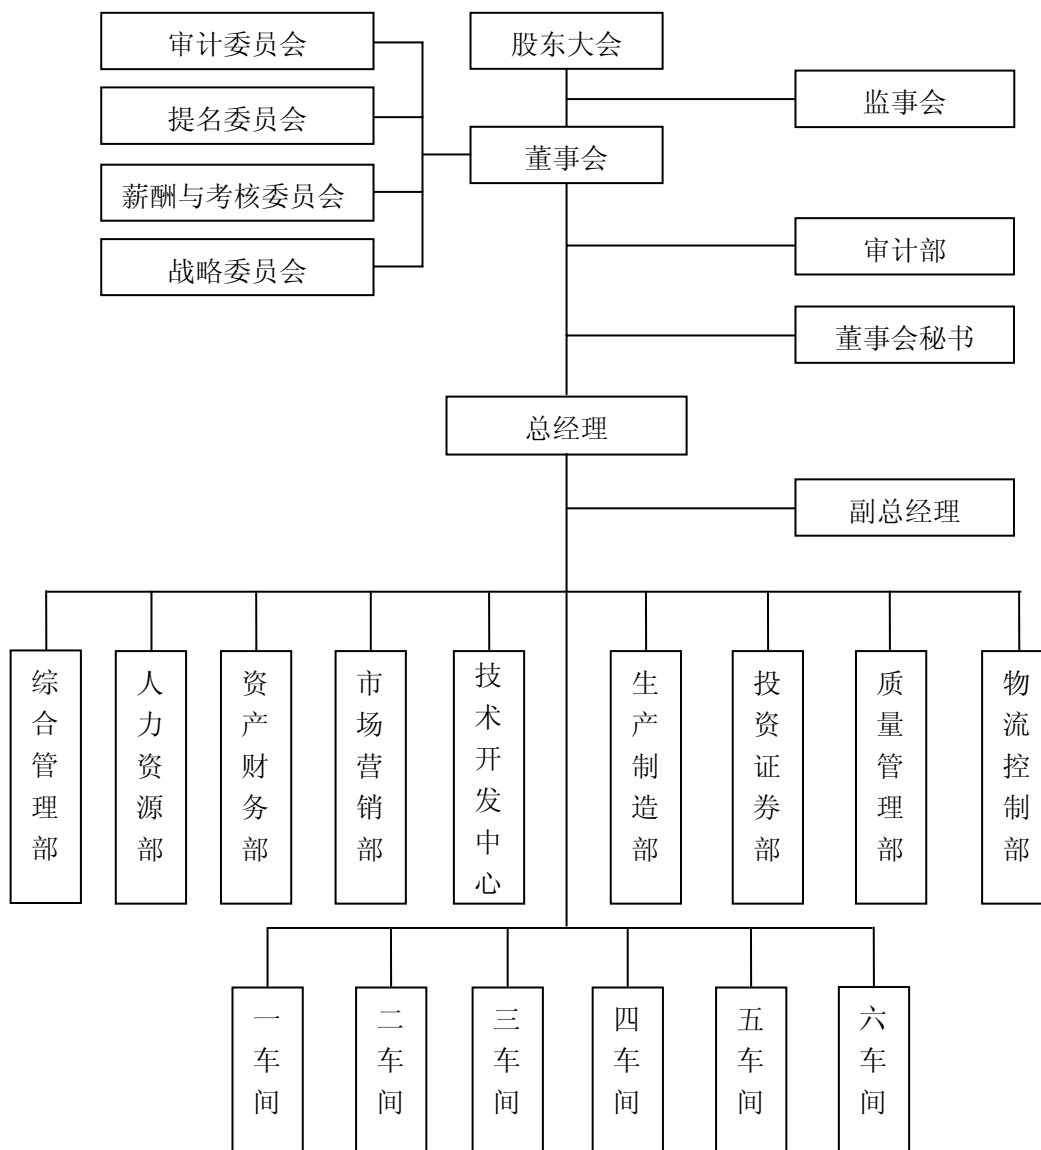 审计委员会
股东大会
监事会
提名委员会
董事会
薪酬与考核委员会
战略委员会
审计部
董事会秘书
总经理
副总经理
综合管理部
人力资源部
资产财务部
市场营销部
技术开发中心
生产制造部
投资证券部
质量管理部
物流控制部
一车间
二车间
三车间
四车间
五车间
六车间